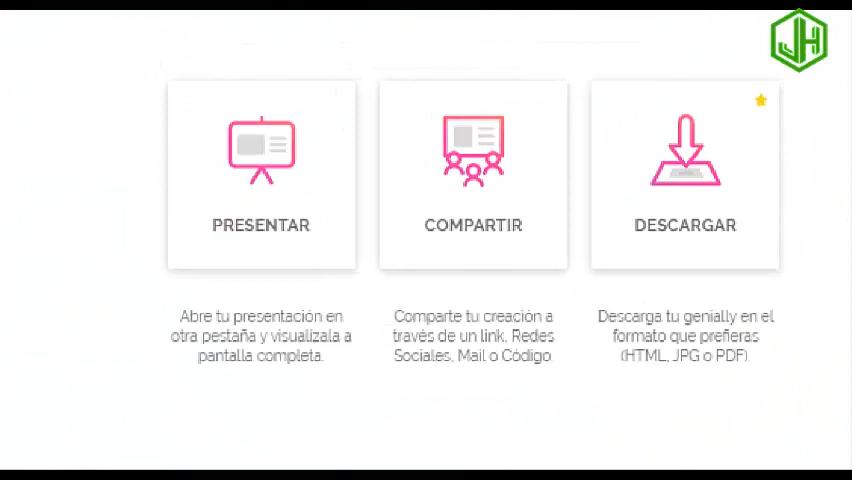 JH
PRESENTAR
COMPARTIR
DESCARGAR
Abre tu presentación en
otra pestaña y visualízala a
pantalla completa.
Comparte tu creación a
través de un link, Redes
Sociales, Mail o Código.
Descarga tu genially en el
formato que prefieras
(HTML, JPG o PDF).